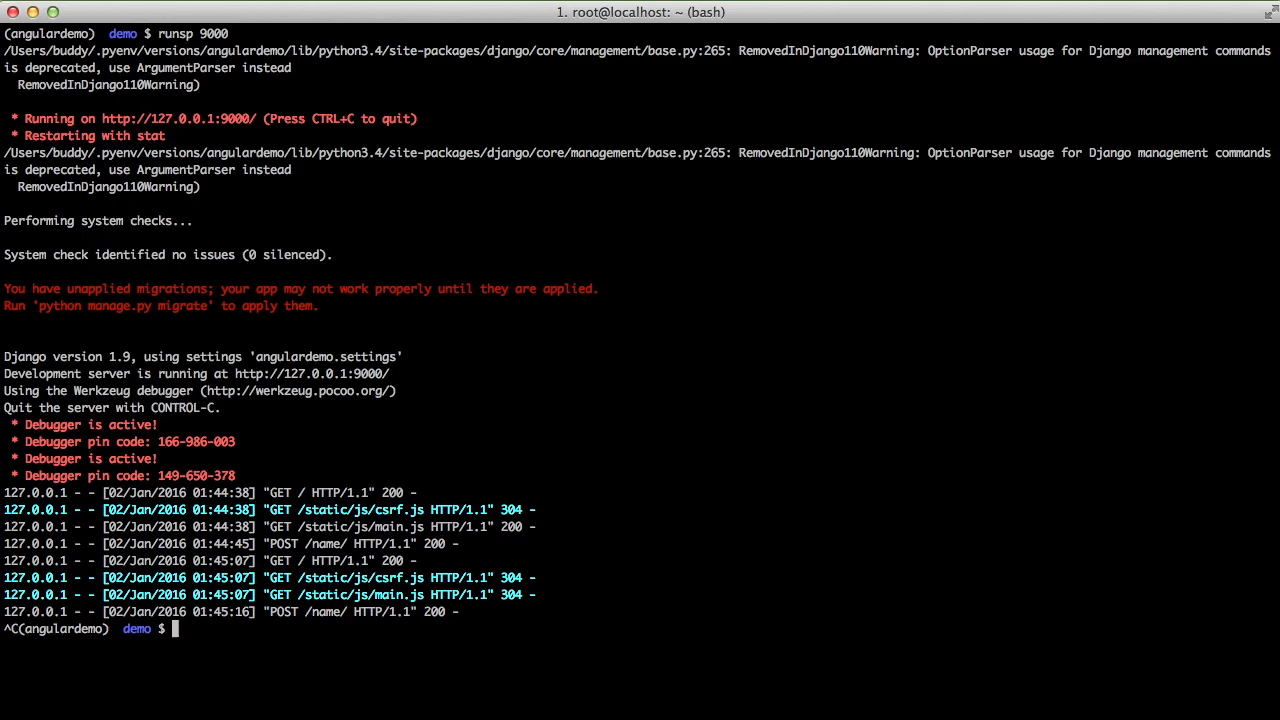 1. root@localhost: ~ (bash)
(angulardemo)  demo $ runsp 9000
/Users/buddy/.pyenv/versions/angulardemo/lib/python3.4/site-packages/django/core/management/base.py:265: RemovedInDjango110Warning: OptionParser usage for Django management commands
is deprecated, use ArgumentParser instead
  RemovedInDjango110Warning)
 * Running on http://127.0.0.1:9000/ (Press CTRL+C to quit)
 * Restarting with stat
/Users/buddy/.pyenv/versions/angulardemo/lib/python3.4/site-packages/django/core/management/base.py:265: RemovedInDjango110Warning: OptionParser usage for Django management commands
is deprecated, use ArgumentParser instead
  RemovedInDjango110Warning)
Performing system checks...
System check identified no issues (0 silenced).
You have unapplied migrations; your app may not work properly until they are applied.
Run 'python manage.py migrate' to apply them.
Django version 1.9, using settings 'angulardemo.settings'
Development server is running at http://127.0.0.1:9000/
Using the Werkzeug debugger (http://werkzeug.pocoo.org/)
Quit the server with CONTROL-C.
 * Debugger is active!
 * Debugger pin code: 166-986-003
 * Debugger is active!
 * Debugger pin code: 149-650-378
127.0.0.1 - - [02/Jan/2016 01:44:38] "GET / HTTP/1.1" 200 -
127.0.0.1 - - [02/Jan/2016 01:44:38] "GET /static/js/csrf.js HTTP/1.1" 304 -
127.0.0.1 - - [02/Jan/2016 01:44:38] "GET /static/js/main.js HTTP/1.1" 200 -
127.0.0.1 - - [02/Jan/2016 01:44:45] "POST /name/ HTTP/1.1" 200 -
127.0.0.1 - - [02/Jan/2016 01:45:07] "GET / HTTP/1.1" 200 -
127.0.0.1 - - [02/Jan/2016 01:45:07] "GET /static/js/csrf.js HTTP/1.1" 304 -
127.0.0.1 - - [02/Jan/2016 01:45:07] "GET /static/js/main.js HTTP/1.1" 304 -
127.0.0.1 - - [02/Jan/2016 01:45:16] "POST /name/ HTTP/1.1" 200 -
^C(angulardemo)  demo $